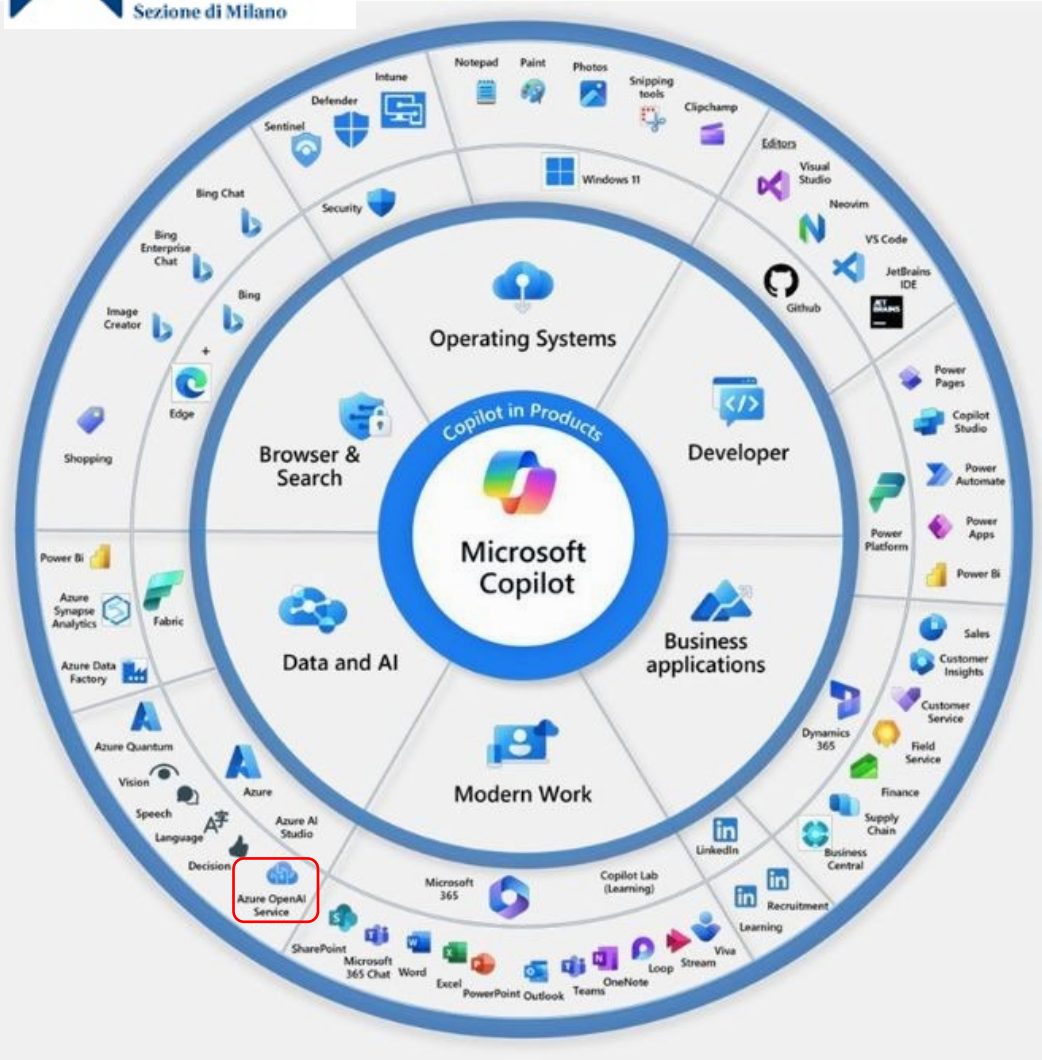 Sezione di Milano
Notepad
Paint
Photos
Snipping
tools
Clipchamp
Windows 11
Intune
Defender
Sentinel
Security
Editors
Visual
Studio
Neovim
VS Code
JetBrains
IDE
JET
BRAINS
Github
Bing Chat
Bing
Enterprise
Chat
Image
Creator
Bing
+
Edge
Shopping
Operating Systems
Browser &
Search
Developer
Copilot in Products
Microsoft
Copilot
Data and AI
Business
applications
Modern Work
Power
Pages
Copilot
Studio
Power
Automate
Power
Apps
Power Bi
Power
Platform
Power Bi
Azure
Synapse
Analytics
Azure Data
Factory
Fabric
Sales
Customer
Insights
Customer
Service
Field
Service
Finance
Supply
Chain
Business
Central
Dynamics
365
Azure Quantum
Vision
Speech
Language
Decision
Azure OpenAI
Service
Azure
Azure AI
Studio
LinkedIn
Recruitment
Learning
Microsoft
365
Copilot Lab
(Learning)
SharePoint
Microsoft
365 Chat
Word
Excel
PowerPoint
Outlook
Teams
OneNote
Loop
Stream
Viva